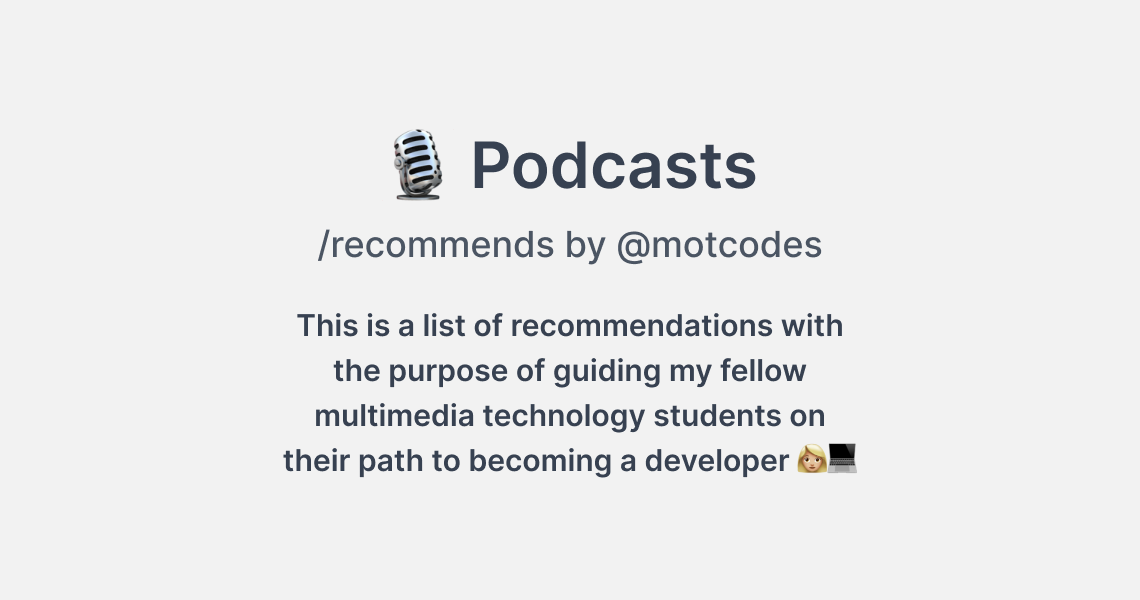 🎙️ Podcasts
/recommends by @motcodes
This is a list of recommendations with
the purpose of guiding my fellow
multimedia technology students on
their path to becoming a developer 👩🏼💻